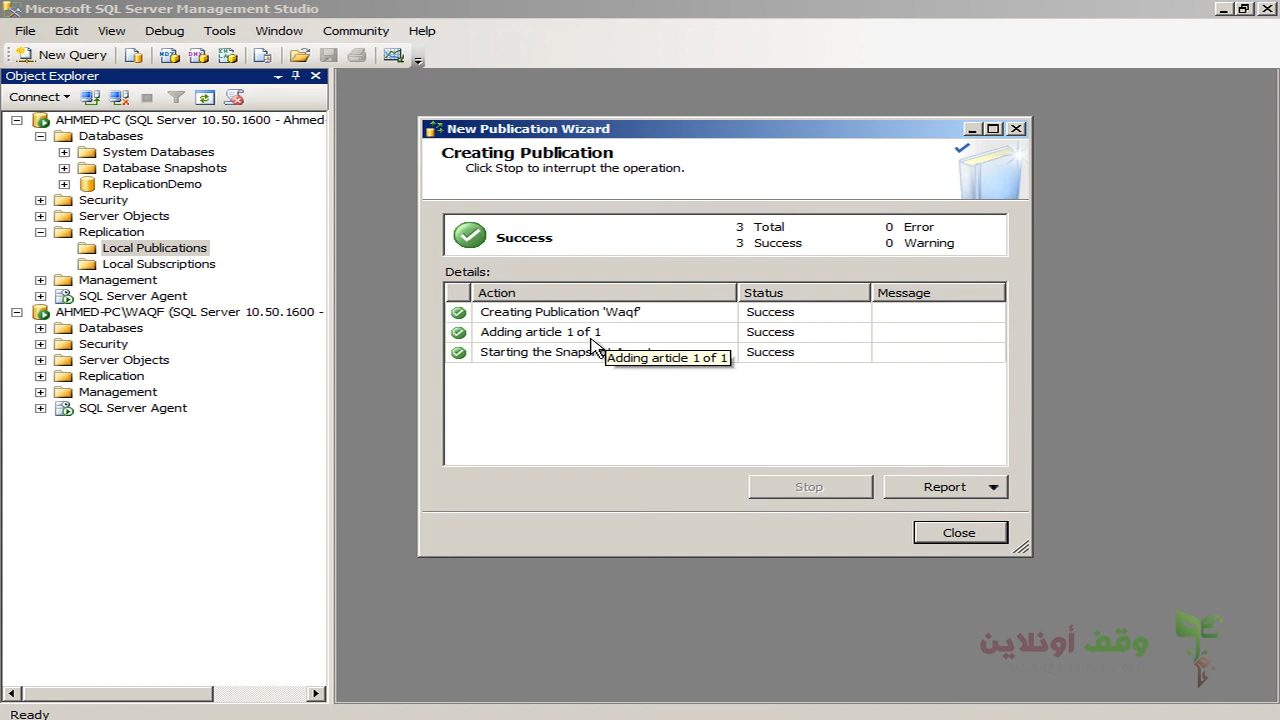 Microsoft SQL Server Management Studio
File Edit View Debug Tools Window Community Help
New Query
Object Explorer
Connect
AHMED-PC (SQL Server 10.50.1600 - Ahmed-
Databases
System Databases
Database Snapshots
ReplicationDemo
Security
Server Objects
Replication
Local Publications
Local Subscriptions
Management
SQL Server Agent
AHMED-PC\WAQF (SQL Server 10.50.1600 -
Databases
Security
Server Objects
Replication
Management
SQL Server Agent
New Publication Wizard
Creating Publication
Click Stop to interrupt the operation.
Success
3 Total 0 Error
3 Success 0 Warning
Details:
Action Status Message
Creating Publication 'Waqf' Success
Adding article 1 of 1 Success
Starting the Success
Adding article 1 of 1
Stop Report
Close
وقف أونلاين
Ready